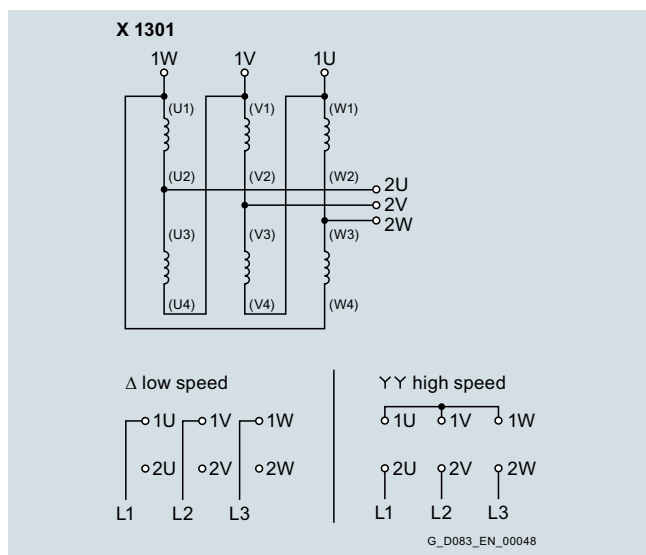 X 1301
1W 1V 1U
(U1) (V1) (W1)
(U2) (V2) (W2)
2U
2V
2W
(U3) (V3) (W3)
(U4) (V4) (W4)
Δ low speed
1U 1V 1W
2U 2V 2W
L1 L2 L3
YY high speed
1U 1V 1W
2U 2V 2W
L1 L2 L3
G_D083_EN_00048